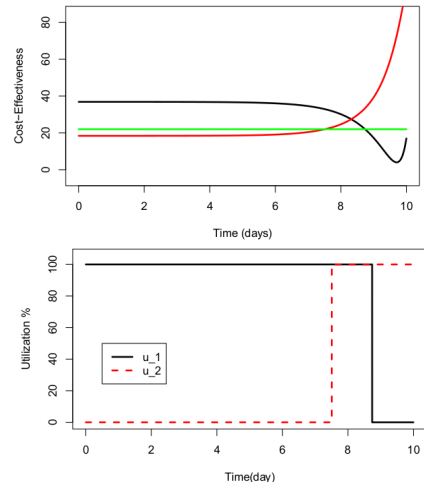 80
60
40
20
0
Cost−Effectiveness
0 2 4 6 8 10
Time (days)
100
80
60
40
20
0
Utilization %
u_1
u_2
0 2 4 6 8 10
Time(day)